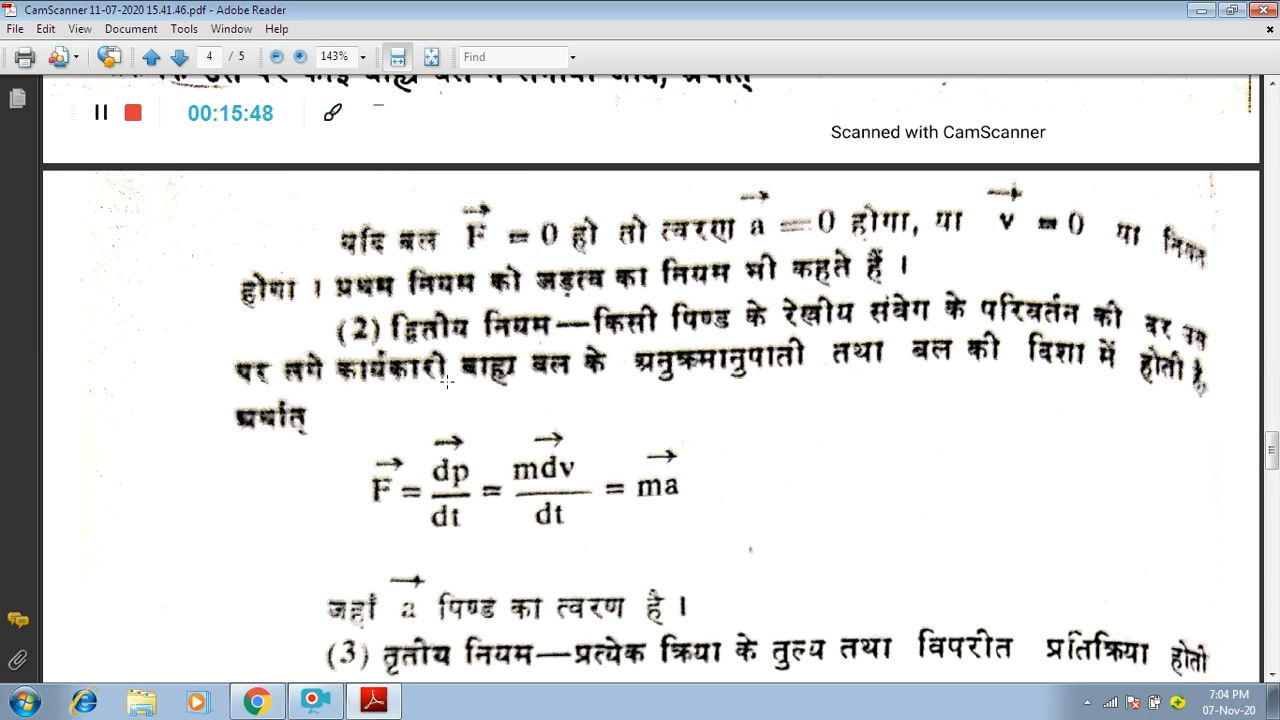 CamScanner 11-07-2020 15.41.46.pdf - Adobe Reader
File Edit View Document Tools Window Help
4 / 5 143% Find
00:15:48
Scanned with CamScanner
यदि बल F = 0 हो तो त्वरण a = 0 होगा, या v = 0 या नियत
होगा । प्रथम नियम को जड़त्व का नियम भी कहते हैं ।
(2) द्वितीय नियम—किसी पिण्ड के रेखीय संवेग के परिवर्तन की दर उस
पर लगे कार्यकारी बाह्य बल के अनुक्रमानुपाती तथा बल की दिशा में होती है,
अर्थात्
F = dp/dt = mdv/dt = ma
जहाँ a पिण्ड का त्वरण है ।
(3) तृतीय नियम—प्रत्येक क्रिया के तुल्य तथा विपरीत प्रतिक्रिया होती
7:04 PM
07-Nov-20